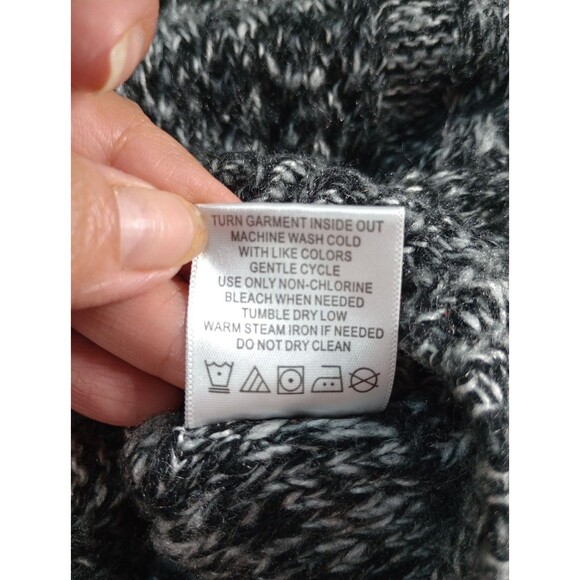 TURN GARMENT INSIDE OUT
MACHINE WASH COLD
WITH LIKE COLORS
GENTLE CYCLE
USE ONLY NON-CHLORINE
BLEACH WHEN NEEDED
TUMBLE DRY LOW
WARM STEAM IRON IF NEEDED
DO NOT DRY CLEAN